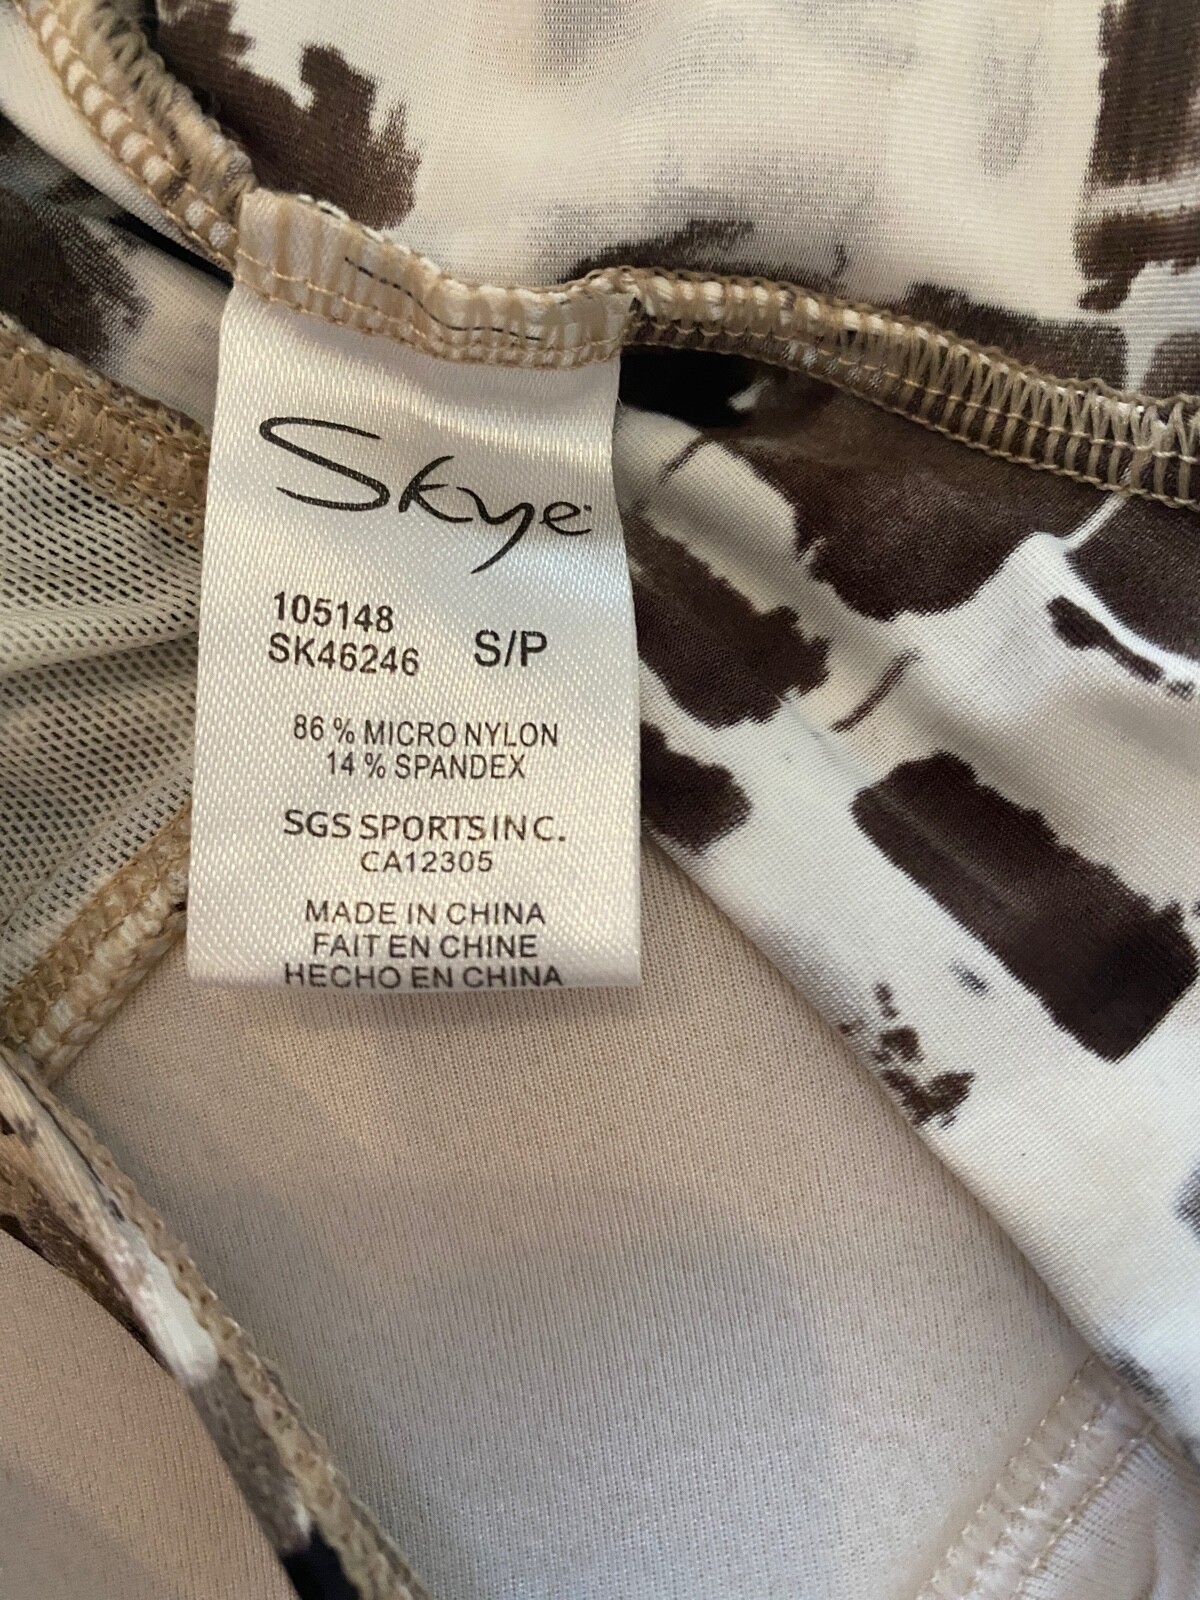 Skye
105148
SK46246 S/P
86 % MICRO NYLON
14 % SPANDEX
SGS SPORTS INC.
CA12305
MADE IN CHINA
FAIT EN CHINE
HECHO EN CHINA